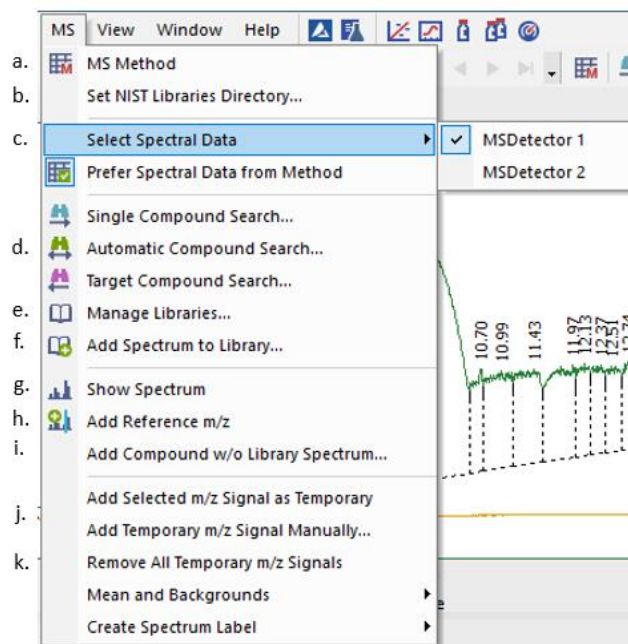 MS View Window Help
a. MS Method
b. Set NIST Libraries Directory...
c. Select Spectral Data MSDetector 1
Prefer Spectral Data from Method MSDetector 2
Single Compound Search...
d. Automatic Compound Search...
Target Compound Search...
e. Manage Libraries...
f. Add Spectrum to Library...
10.70 10.99 11.43 11.97 12.13 12.37 12.51 12.74
g. Show Spectrum
h. Add Reference m/z
i. Add Compound w/o Library Spectrum...
Add Selected m/z Signal as Temporary
j. Add Temporary m/z Signal Manually...
k. Remove All Temporary m/z Signals
Mean and Backgrounds
Create Spectrum Label